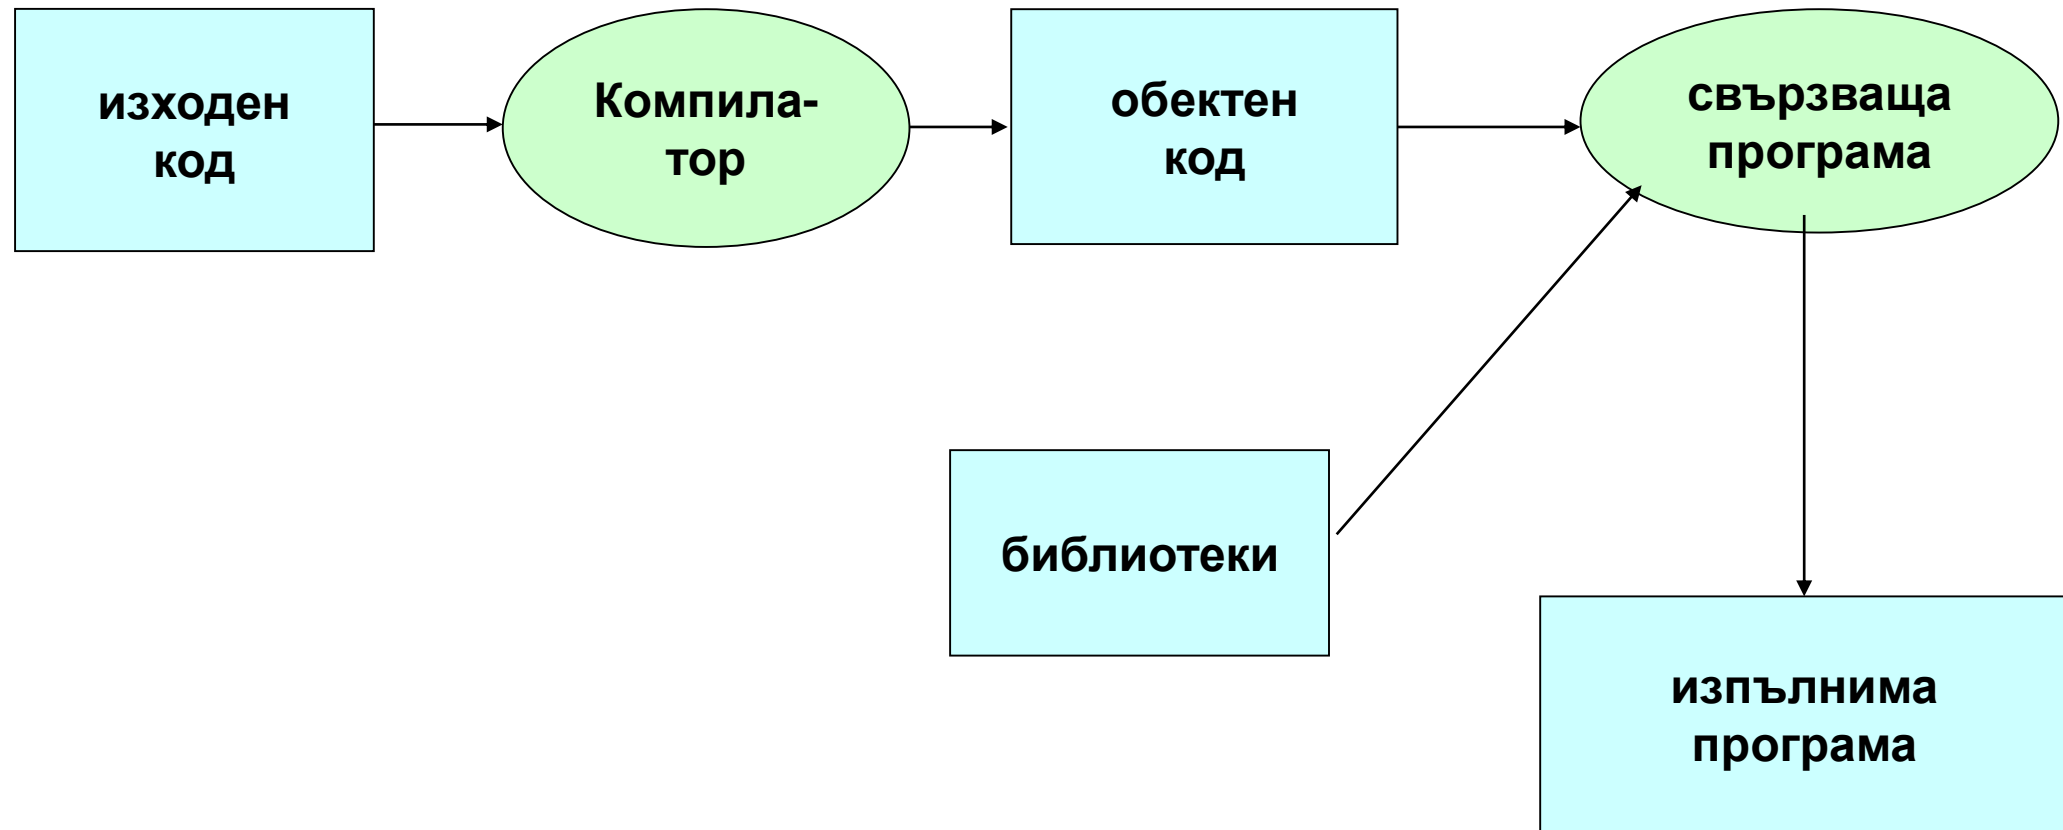 изходен
код
Компила-
тор
обектен
код
свързваща
програма
библиотеки
изпълнима
програма